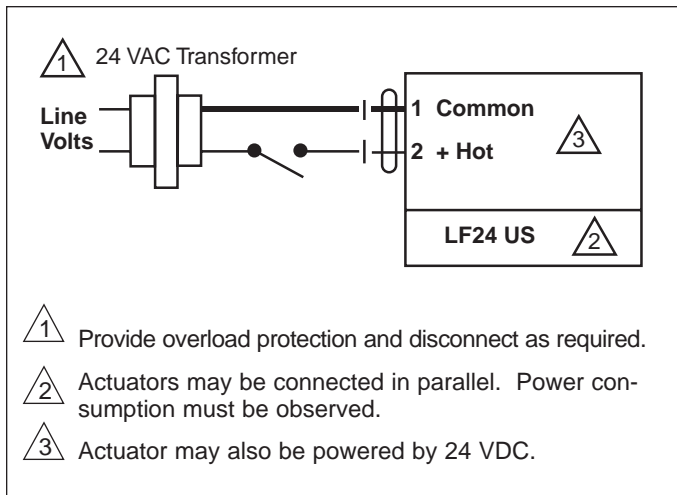 1 24 VAC Transformer
Line
Volts
1 Common
2 + Hot
3
LF24 US 2
1 Provide overload protection and disconnect as required.
2 Actuators may be connected in parallel. Power con-
sumption must be observed.
3 Actuator may also be powered by 24 VDC.